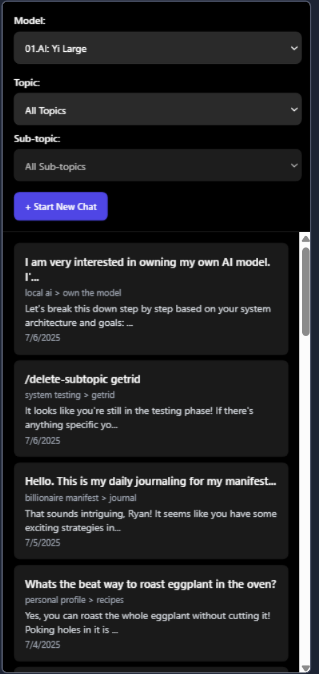 Model:
01.AI: Yi Large
Topic:
All Topics
Sub-topic:
All Sub-topics
+ Start New Chat
I am very interested in owning my own AI model.
I'...
local ai > own the model
Let's break this down step by step based on your system
architecture and goals: ...
7/6/2025
/delete-subtopic getrid
system testing > getrid
It looks like you're still in the testing phase! If there's
anything specific yo...
7/6/2025
Hello. This is my daily journaling for my manifest...
billionaire manifest > journal
That sounds intriguing, Ryan! It seems like you have some
exciting strategies in...
7/5/2025
Whats the beat way to roast eggplant in the oven?
personal profile > recipes
Yes, you can roast the whole eggplant without cutting it!
Poking holes in it is ...
7/4/2025